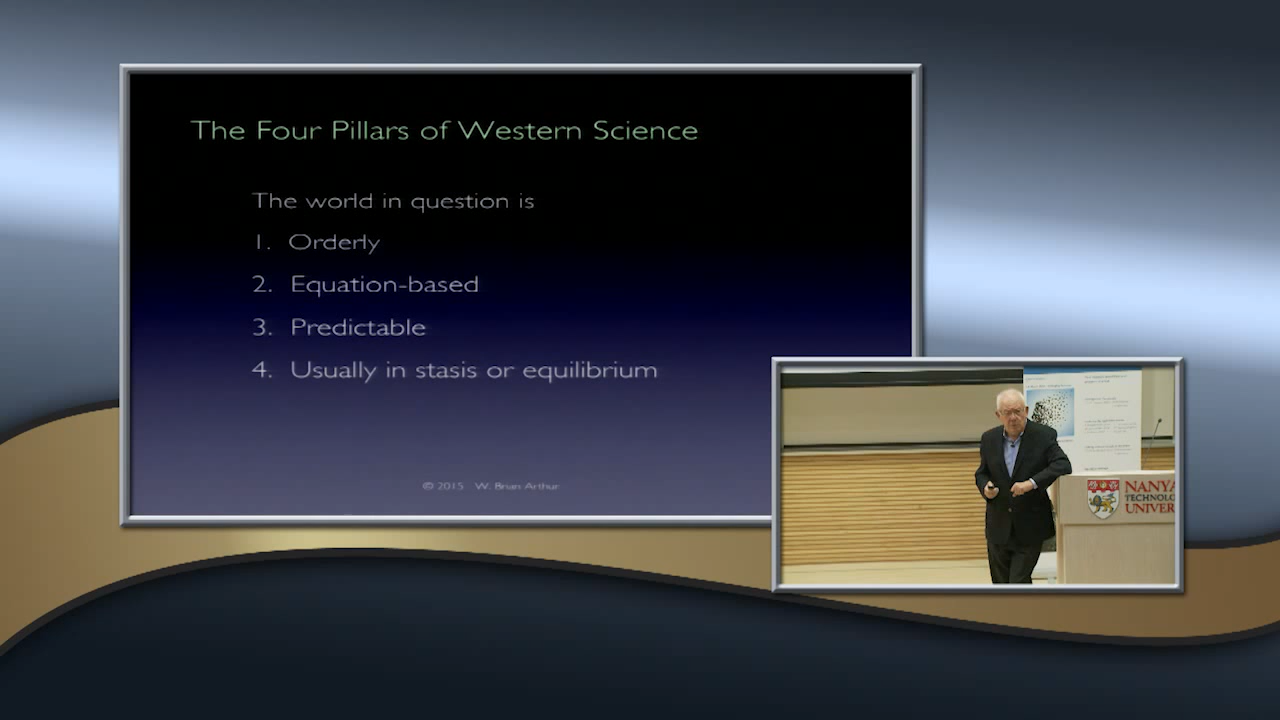 The Four Pillars of Western Science
The world in question is
1. Orderly
2. Equation-based
3. Predictable
4. Usually in stasis or equilibrium
© 2015 W. Brian Arthur
NANYA
TECHNOLO
UNIVER